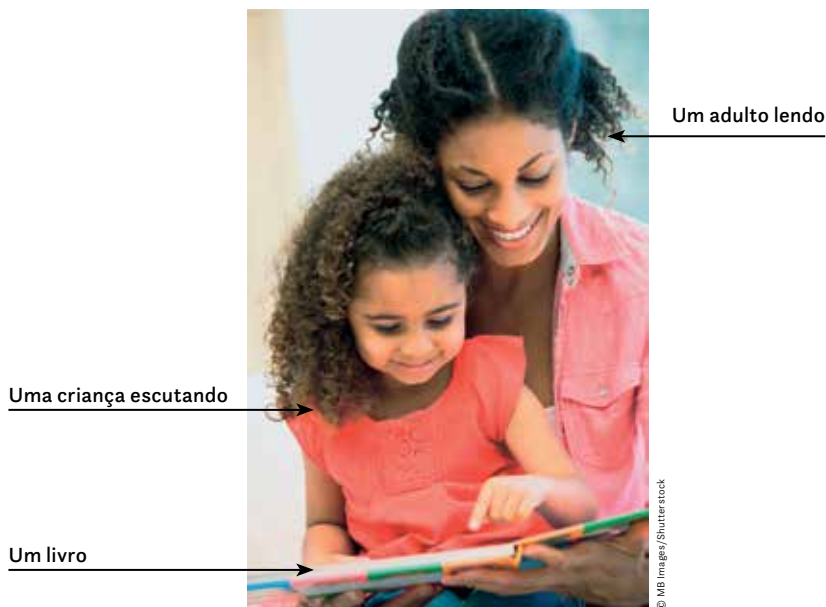 Um adulto lendo
Uma criança escutando
Um livro
© MB Images/Shutterstock